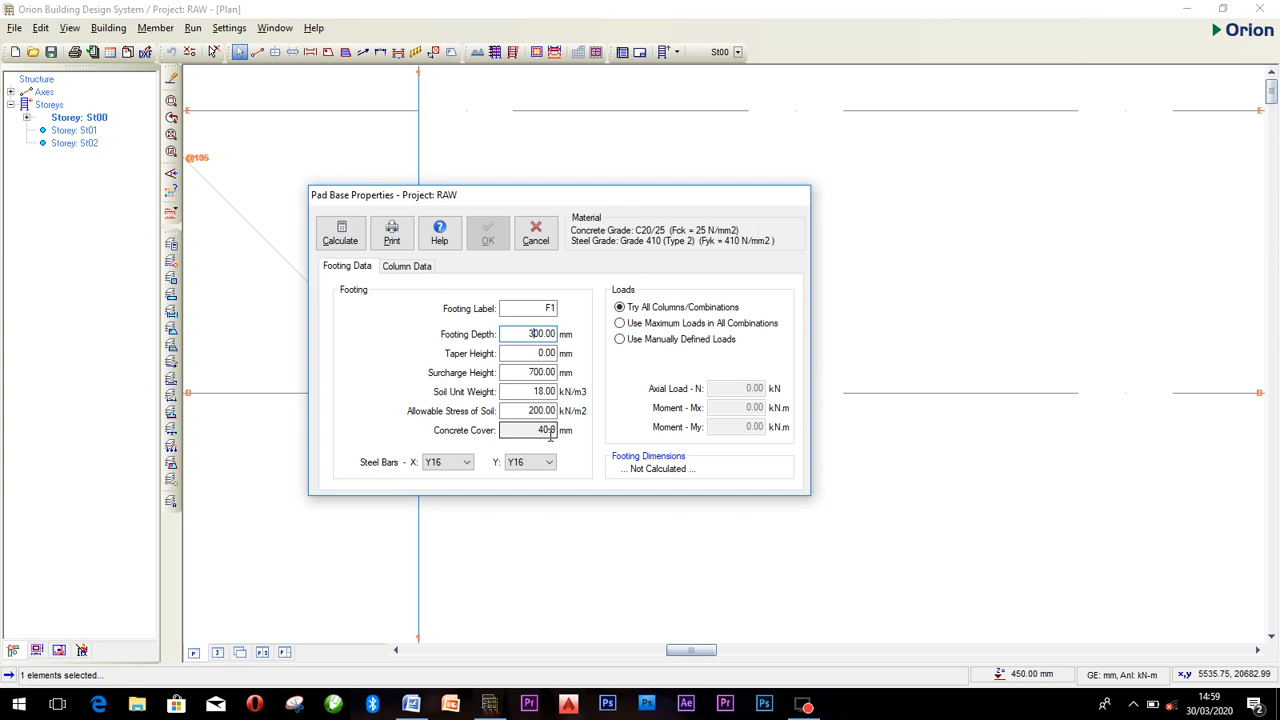 Orion Building Design System / Project: RAW - [Plan]
File Edit View Building Member Run Settings Window Help
Orion
St00
Structure
Axes
Storeys
Storey: St00
Storey: St01
Storey: St02
1
E
E
@105
D
D
1
Pad Base Properties - Project: RAW
Calculate
Print
Help
OK
Cancel
Material
Concrete Grade: C20/25 (Fck = 25 N/mm2)
Steel Grade: Grade 410 (Type 2) (Fyk = 410 N/mm2 )
Footing Data
Column Data
Footing
Footing Label: F1
Footing Depth: 300.00 mm
Taper Height: 0.00 mm
Surcharge Height: 700.00 mm
Soil Unit Weight: 18.00 kN/m3
Allowable Stress of Soil: 200.00 kN/m2
Concrete Cover: 40.0 mm
Steel Bars - X: Y16 Y: Y16
Loads
Try All Columns/Combinations
Use Maximum Loads in All Combinations
Use Manually Defined Loads
Axial Load - N: 0.00 kN
Moment - Mx: 0.00 kN.m
Moment - My: 0.00 kN.m
Footing Dimensions
... Not Calculated ...
1 elements selected...
450.00 mm
GE: mm, Anl: kN-m
x,y 5535.75, 20682.99
14:59
30/03/2020